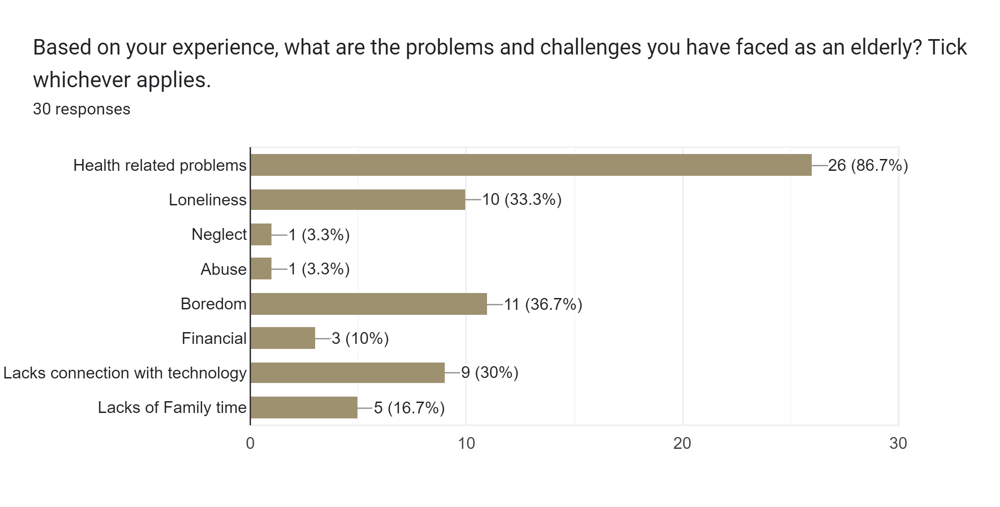 Based on your experience, what are the problems and challenges you have faced as an elderly? Tick
whichever applies.
30 responses
Health related problems 26 (86.7%)
Loneliness 10 (33.3%)
Neglect 1 (3.3%)
Abuse 1 (3.3%)
Boredom 11 (36.7%)
Financial 3 (10%)
Lacks connection with technology 9 (30%)
Lacks of Family time 5 (16.7%)
0 10 20 30